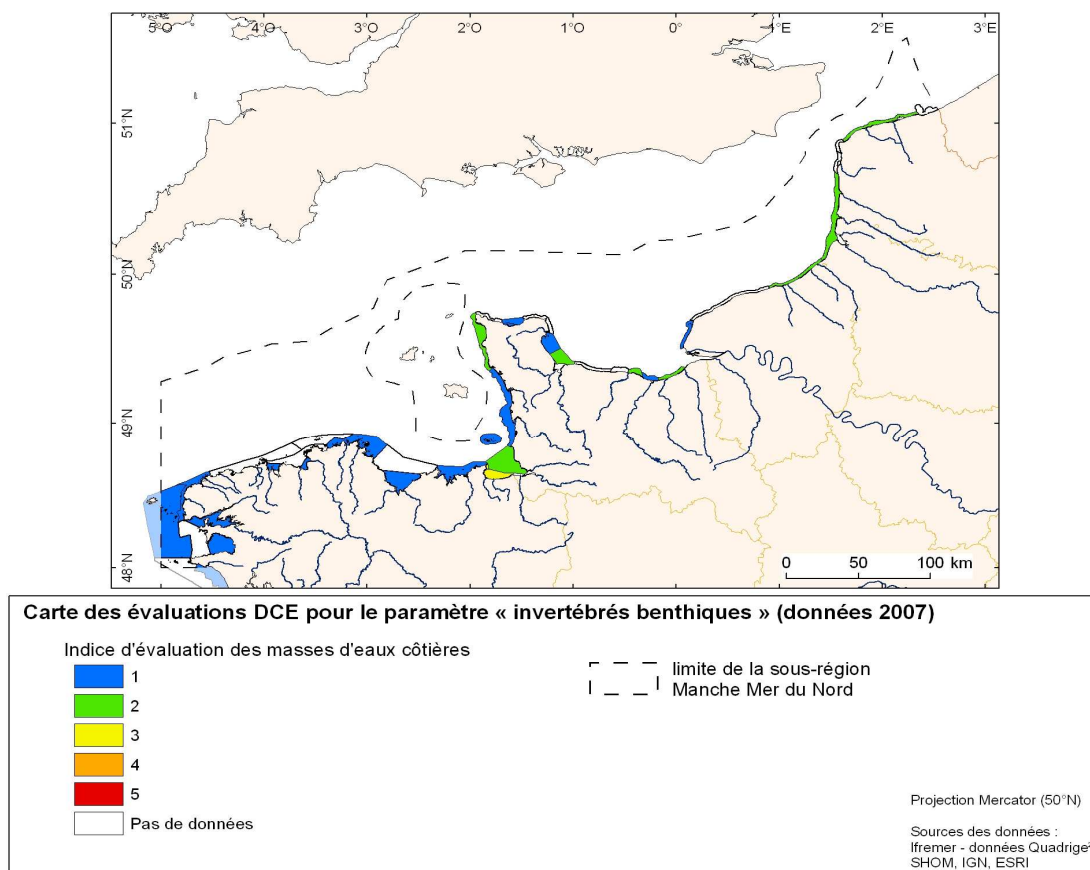 5°O 4°O 3°O 2°O 1°O 0° 1°E 2°E 3°E
51°N
50°N
49°N
48°N
0 50 100 km
Carte des évaluations DCE pour le paramètre « invertébrés benthiques » (données 2007)
Indice d'évaluation des masses d'eaux côtières
1
2
3
4
5
Pas de données
limite de la sous-région
Manche Mer du Nord
Projection Mercator (50°N)
Sources des données :
Ifremer - données Quadrige²
SHOM, IGN, ESRI